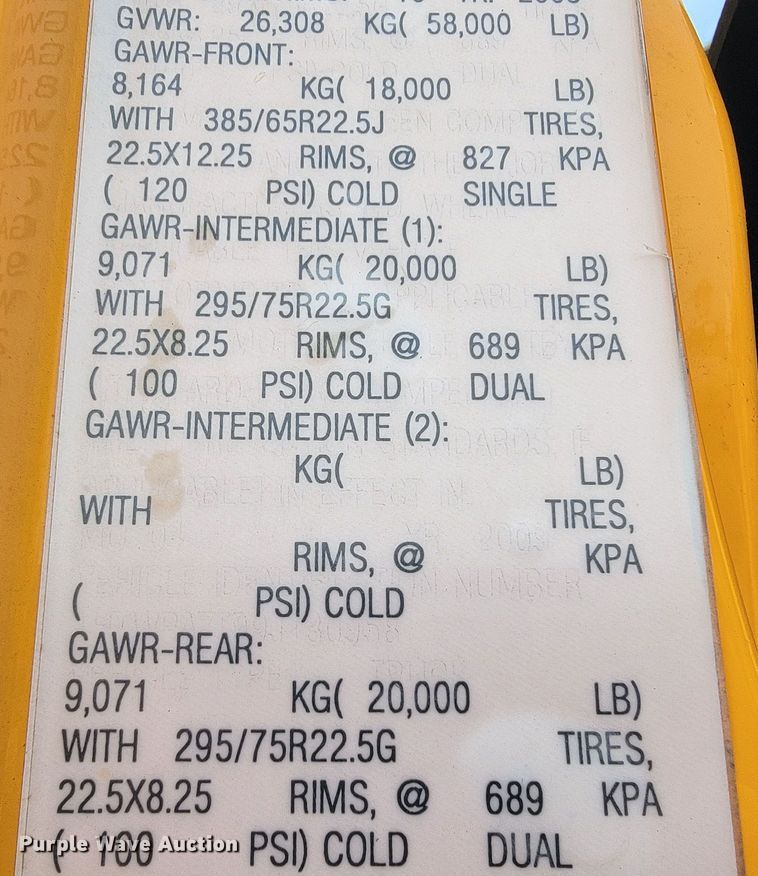 GVWR: 26,308 KG( 58,000 LB)
GAWR-FRONT:
8,164 KG( 18,000 LB)
WITH 385/65R22.5J TIRES,
22.5X12.25 RIMS, @ 827 KPA
( 120 PSI) COLD SINGLE
GAWR-INTERMEDIATE (1):
9,071 KG( 20,000 LB)
WITH 295/75R22.5G TIRES,
22.5X8.25 RIMS, @ 689 KPA
( 100 PSI) COLD DUAL
GAWR-INTERMEDIATE (2):
KG( LB)
WITH TIRES,
RIMS, @ KPA
( PSI) COLD
GAWR-REAR:
9,071 KG( 20,000 LB)
WITH 295/75R22.5G TIRES,
22.5X8.25 RIMS, @ 689 KPA
( 100 PSI) COLD DUAL
Purple Wave Auction